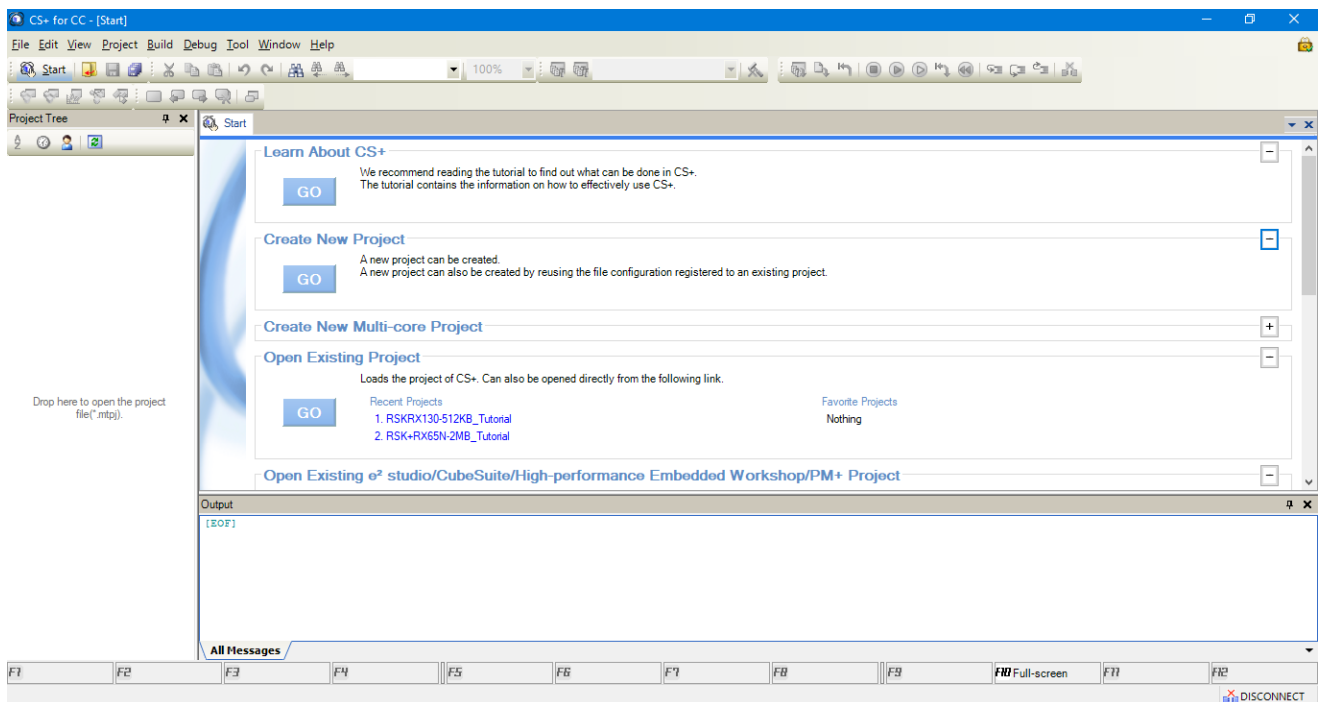 CS+ for CC - [Start]
File Edit View Project Build Debug Tool Window Help
Start 100%
Project Tree
Start
Learn About CS+
We recommend reading the tutorial to find out what can be done in CS+.
The tutorial contains the information on how to effectively use CS+.
GO
Create New Project
A new project can be created.
A new project can also be created by reusing the file configuration registered to an existing project.
GO
Create New Multi-core Project
Open Existing Project
Loads the project of CS+. Can also be opened directly from the following link.
GO
Recent Projects
1. RSKRX130-512KB_Tutorial
2. RSK+RX65N-2MB_Tutorial
Favorite Projects
Nothing
Open Existing e² studio/CubeSuite/High-performance Embedded Workshop/PM+ Project
Drop here to open the project
file(*.mtpj).
Output
[EOF]
All Messages
F1 F2 F3 F4 F5 F6 F7 F8 F9 F10 Full-screen F11 F12
DISCONNECT